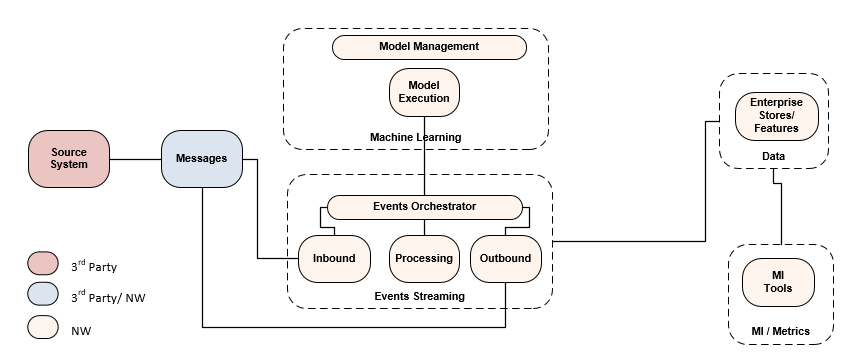 Model Management
Model
Execution
Machine Learning
Enterprise
Stores/
Features
Data
Source
System
Messages
Events Orchestrator
Inbound
Processing
Outbound
Events Streaming
MI
Tools
MI / Metrics
3rd Party
3rd Party/ NW
NW